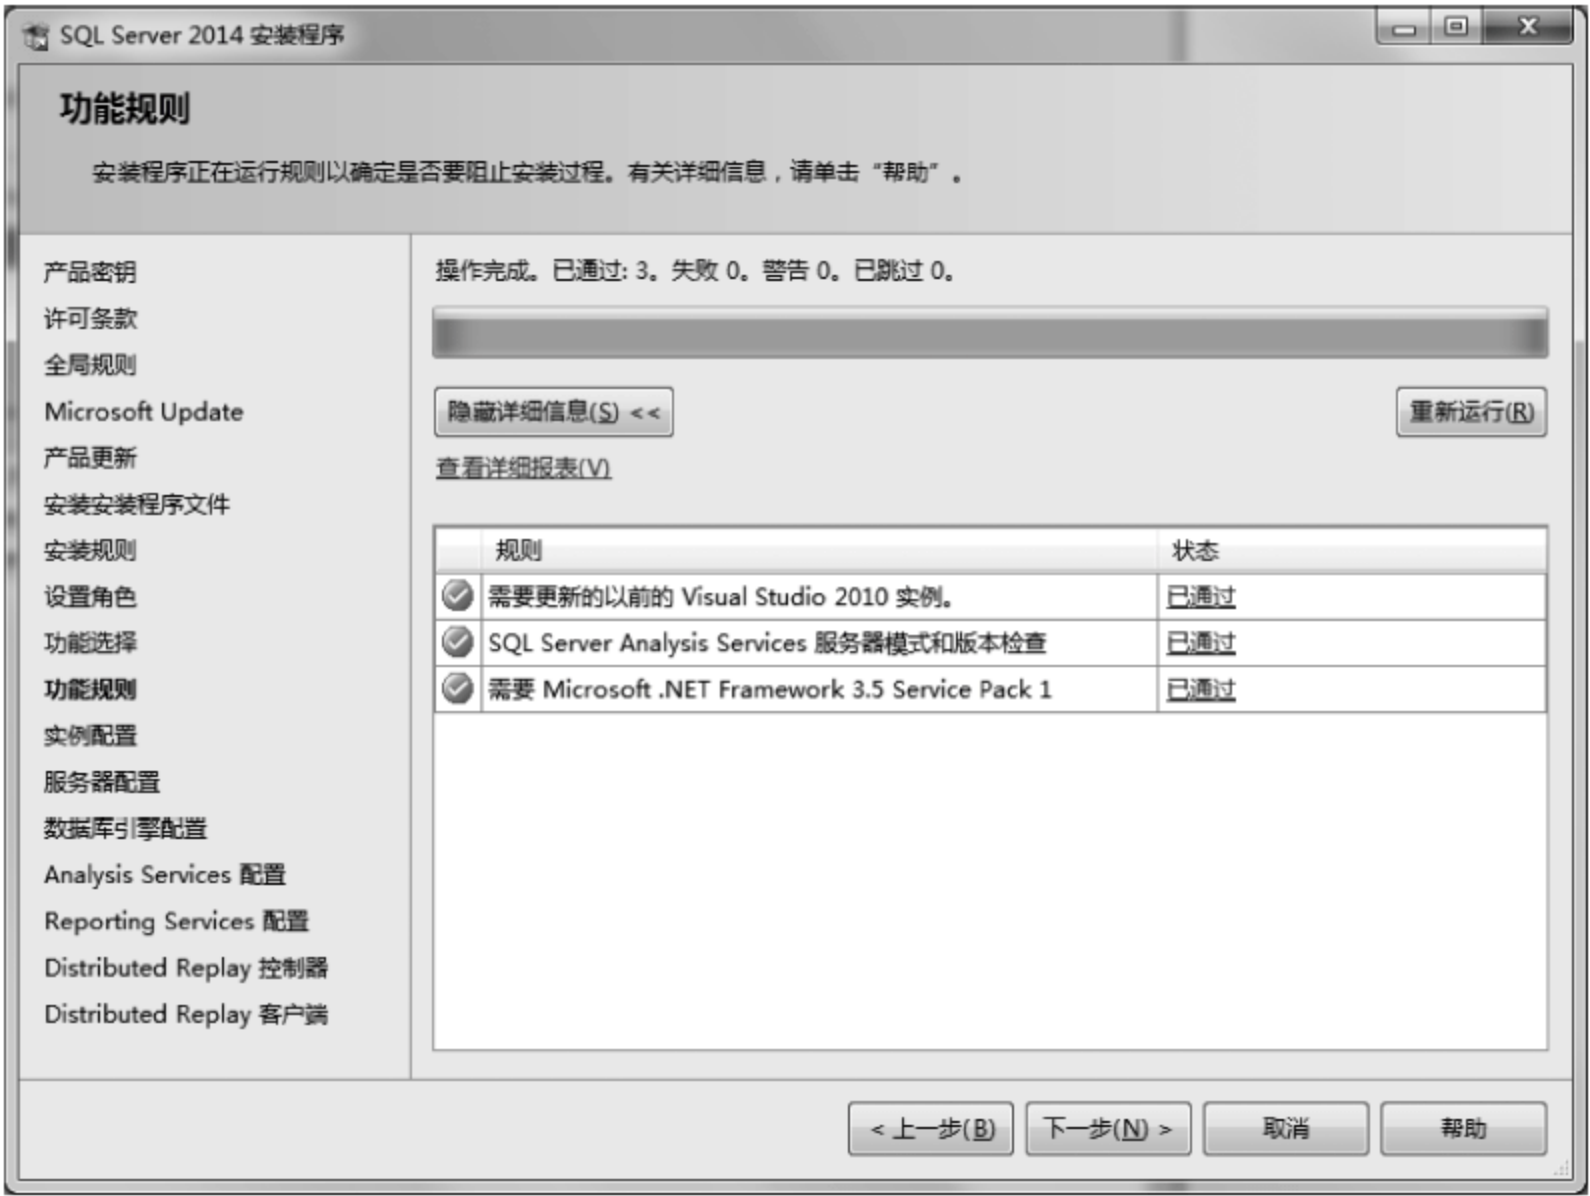 SQL Server 2014 安装程序
功能规则
安装程序正在运行规则以确定是否要阻止安装过程。有关详细信息，请单击“帮助”。
产品密钥
许可条款
全局规则
Microsoft Update
产品更新
安装安装程序文件
安装规则
设置角色
功能选择
功能规则
实例配置
服务器配置
数据库引擎配置
Analysis Services 配置
Reporting Services 配置
Distributed Replay 控制器
Distributed Replay 客户端
操作完成。已通过: 3。失败 0。警告 0。已跳过 0。
隐藏详细信息(S) << 重新运行(R)
查看详细报表(V)
规则 状态
需要更新的以前的 Visual Studio 2010 实例。 已通过
SQL Server Analysis Services 服务器模式和版本检查 已通过
需要 Microsoft .NET Framework 3.5 Service Pack 1 已通过
< 上一步(B) 下一步(N) > 取消 帮助